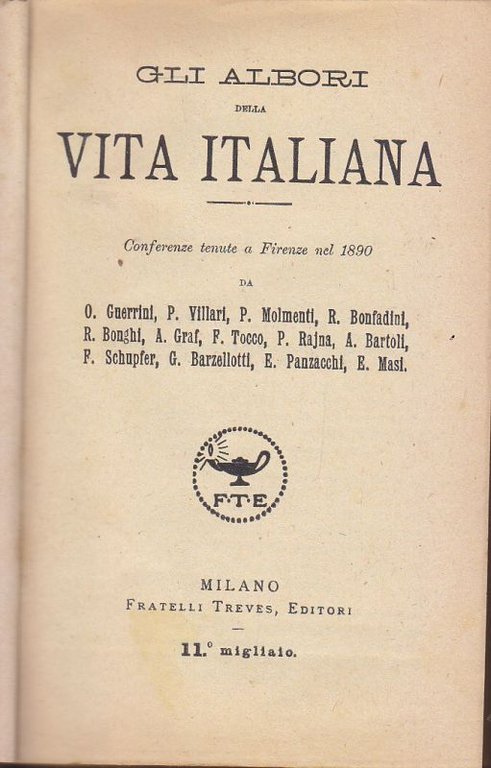 GLI ALBORI
DELLA
VITA ITALIANA
Conferenze tenute a Firenze nel 1890
DA
O. Guerrini, P. Villari, P. Molmenti, R. Bonfadini,
R. Bonghi, A. Graf, F. Tocco, P. Rajna, A. Bartoli,
F. Schupfer, G. Barzellotti, E. Panzacchi, E. Masi.
F·T·E
MILANO
FRATELLI TREVES, EDITORI
11.° migliaio.